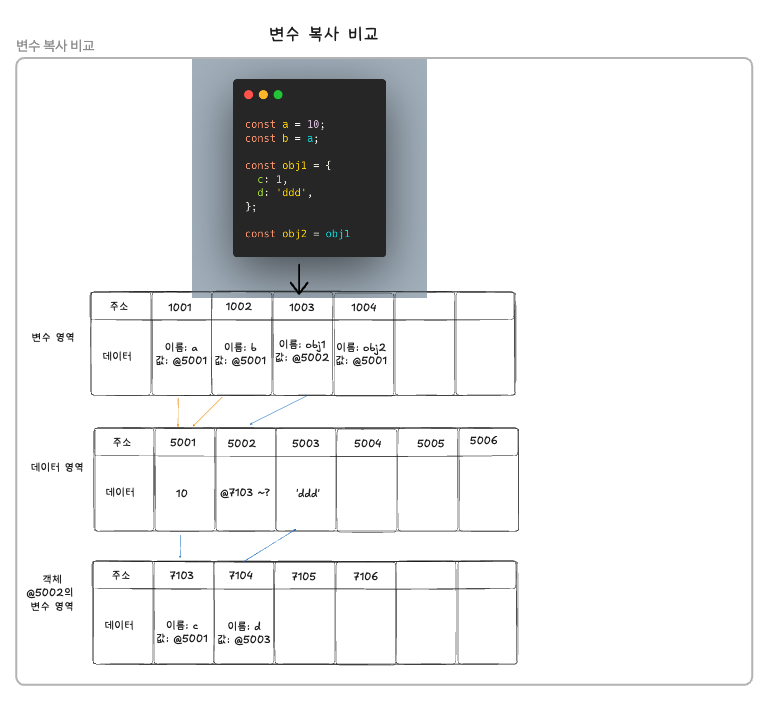 변수 복사 비교
변수 복사 비교
const a = 10;
const b = a;
const obj1 = {
c: 1,
d: 'ddd',
};
const obj2 = obj1
주소 1001 1002 1003 1004
변수 영역
데이터
이름: a
값: @5001
이름: b
값: @5001
이름: obj1
값: @5002
이름: obj2
값: @5001
주소 5001 5002 5003 5004 5005 5006
데이터 영역
데이터 10 @7103 ~? 'ddd'
주소 7103 7104 7105 7106
객체
@5002의
변수 영역
데이터
이름: c
값: @5001
이름: d
값: @5003